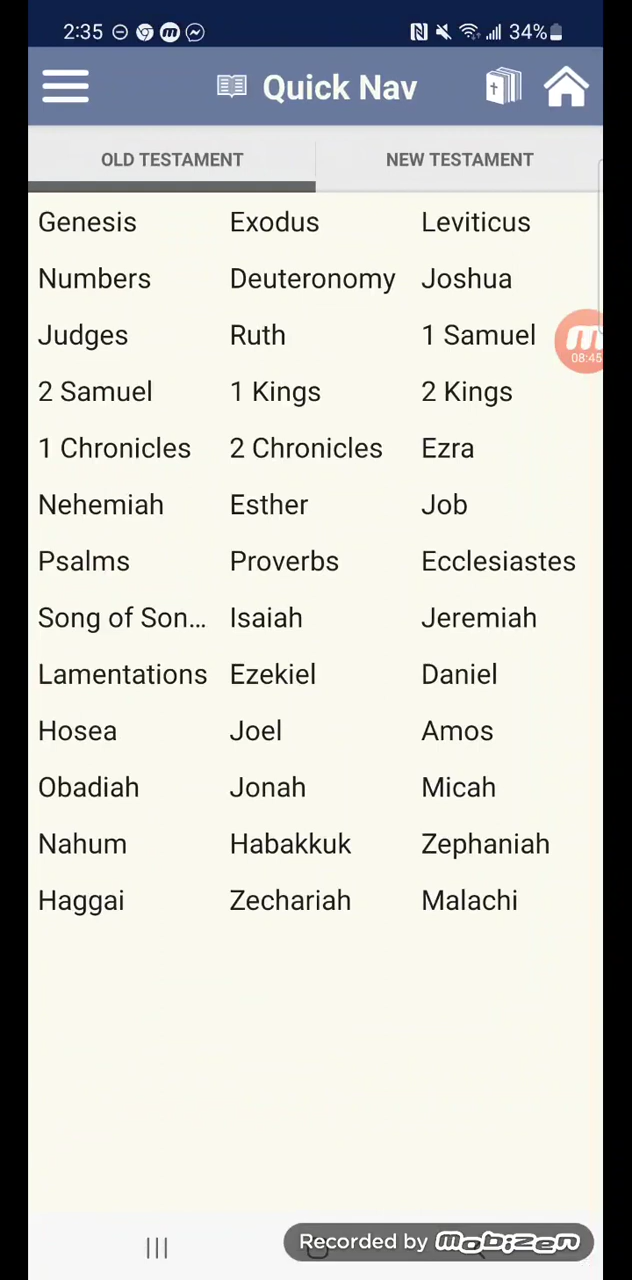 2:35 34%
Quick Nav
OLD TESTAMENT NEW TESTAMENT
Genesis Exodus Leviticus
Numbers Deuteronomy Joshua
Judges Ruth 1 Samuel
08:45
2 Samuel 1 Kings 2 Kings
1 Chronicles 2 Chronicles Ezra
Nehemiah Esther Job
Psalms Proverbs Ecclesiastes
Song of Son... Isaiah Jeremiah
Lamentations Ezekiel Daniel
Hosea Joel Amos
Obadiah Jonah Micah
Nahum Habakkuk Zephaniah
Haggai Zechariah Malachi
Recorded by mobizen